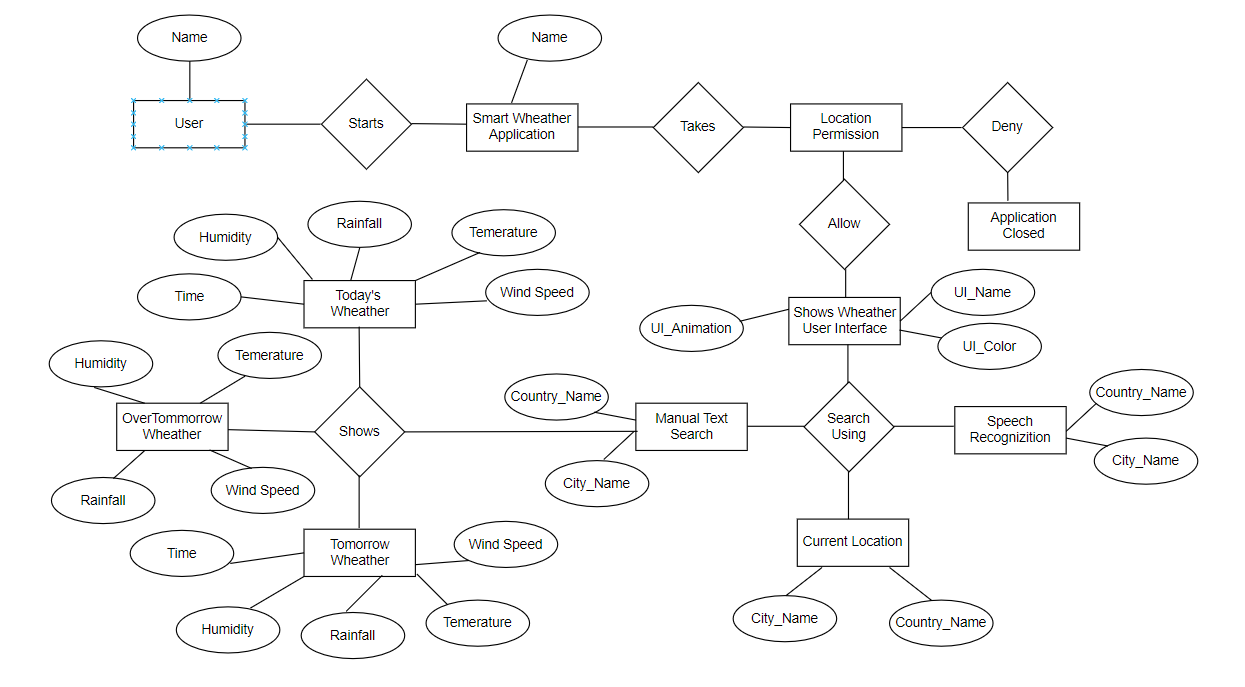 Name
Name
User
Starts
Smart Wheather
Application
Takes
Location
Permission
Deny
Allow
Application
Closed
Humidity
Rainfall
Temerature
Time
Today's
Wheather
Wind Speed
UI_Animation
Shows Wheather
User Interface
UI_Name
UI_Color
Humidity
Temerature
OverTommorrow
Wheather
Rainfall
Wind Speed
Shows
Country_Name
City_Name
Manual Text
Search
Search
Using
Speech
Recognizition
Country_Name
City_Name
Time
Tomorrow
Wheather
Wind Speed
Humidity
Rainfall
Temerature
Current Location
City_Name
Country_Name